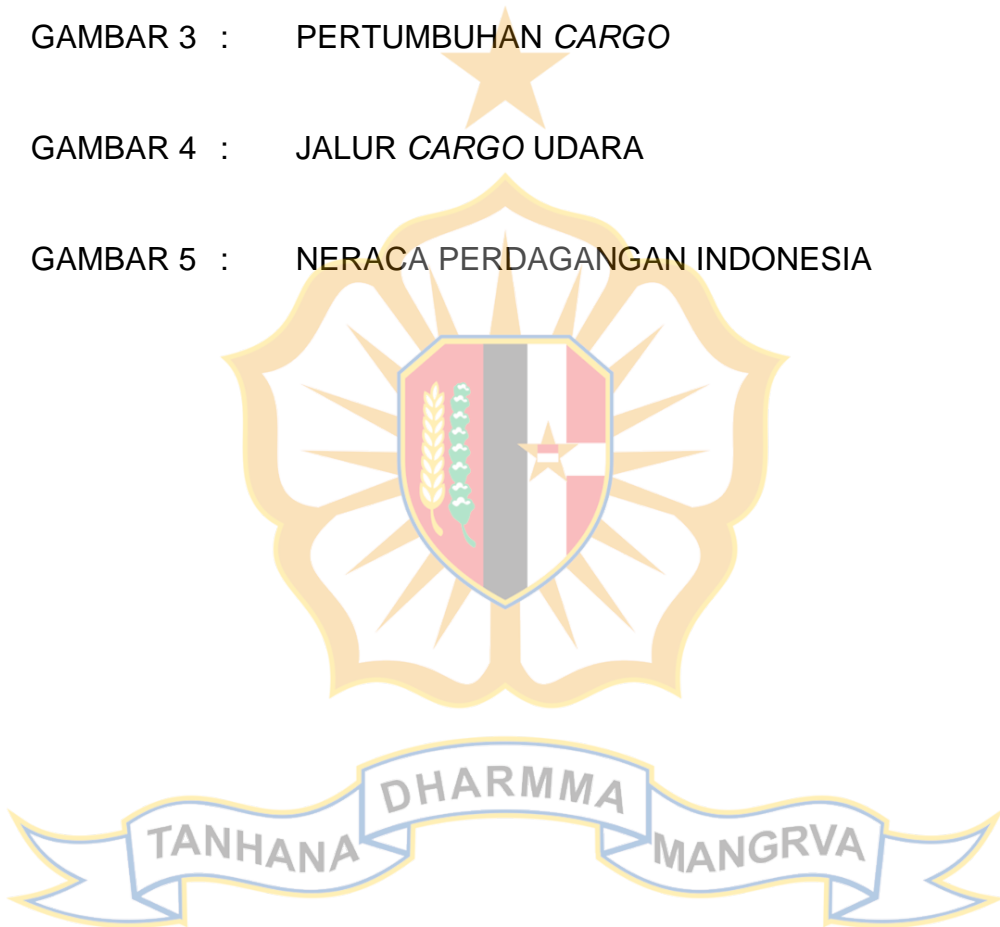 GAMBAR 3 : PERTUMBUHAN CARGO
GAMBAR 4 : JALUR CARGO UDARA
GAMBAR 5 : NERACA PERDAGANGAN INDONESIA
TANHANA DHARMMA MANGRVA